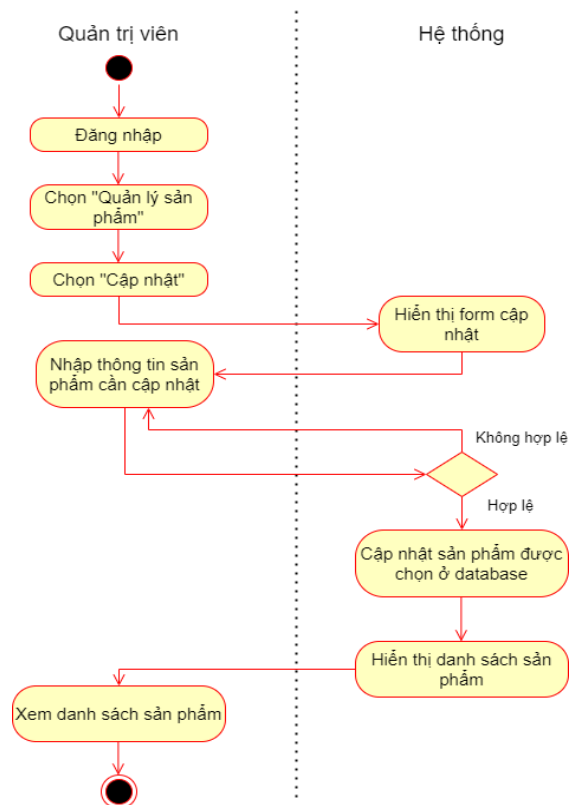 Quản trị viên
Hệ thống
Đăng nhập
Chọn "Quản lý sản
phẩm"
Chọn "Cập nhật"
Hiển thị form cập
nhật
Nhập thông tin sản
phẩm cần cập nhật
Không hợp lệ
Hợp lệ
Cập nhật sản phẩm được
chọn ở database
Hiển thị danh sách sản
phẩm
Xem danh sách sản phẩm